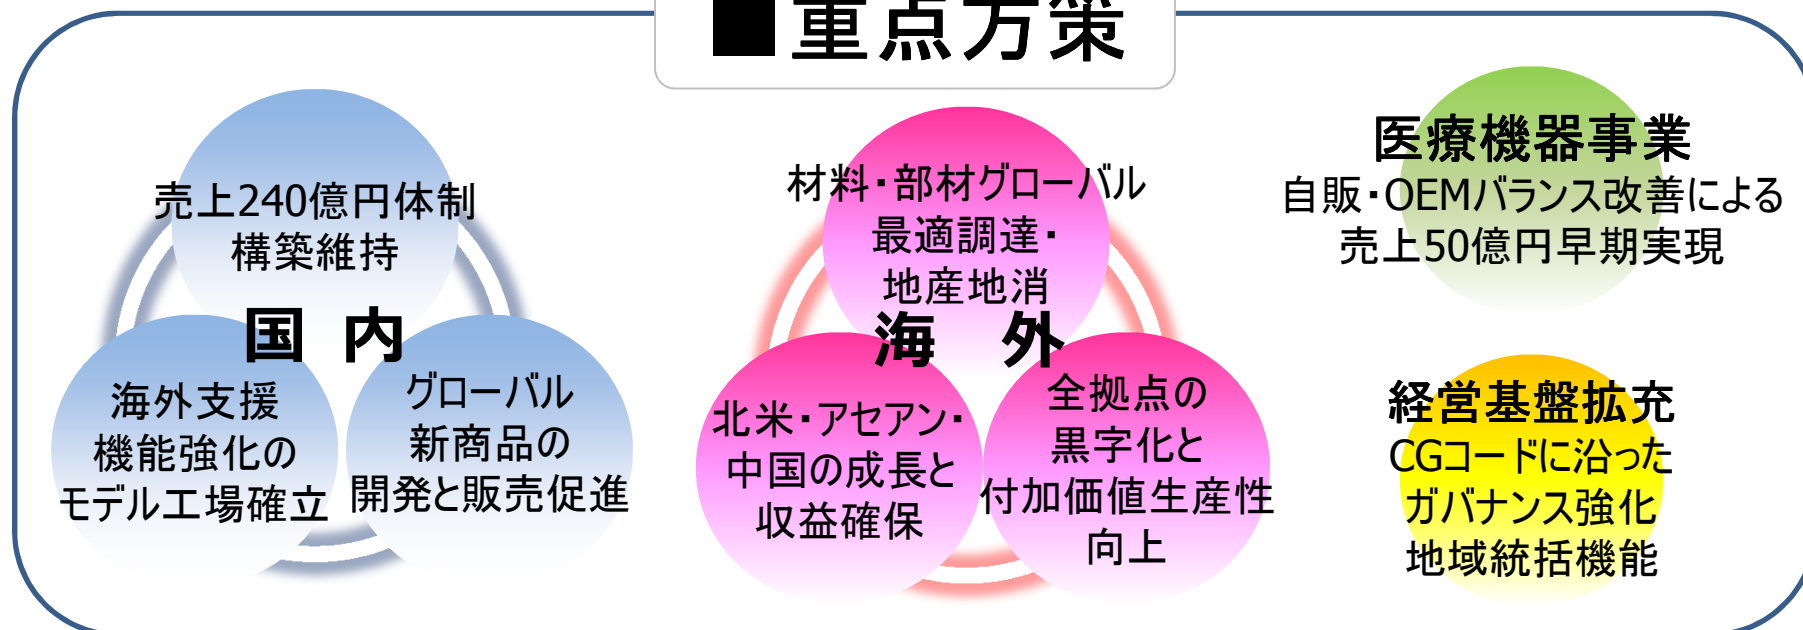 ■重点方策
売上240億円体制
構築維持
国 内
海外支援
機能強化の
モデル工場確立
グローバル
新商品の
開発と販売促進
材料・部材グローバル
最適調達・
地産地消
海 外
北米・アセアン・
中国の成長と
収益確保
全拠点の
黒字化と
付加価値生産性
向上
医療機器事業
自販・OEMバランス改善による
売上50億円早期実現
経営基盤拡充
CGコードに沿った
ガバナンス強化
地域統括機能